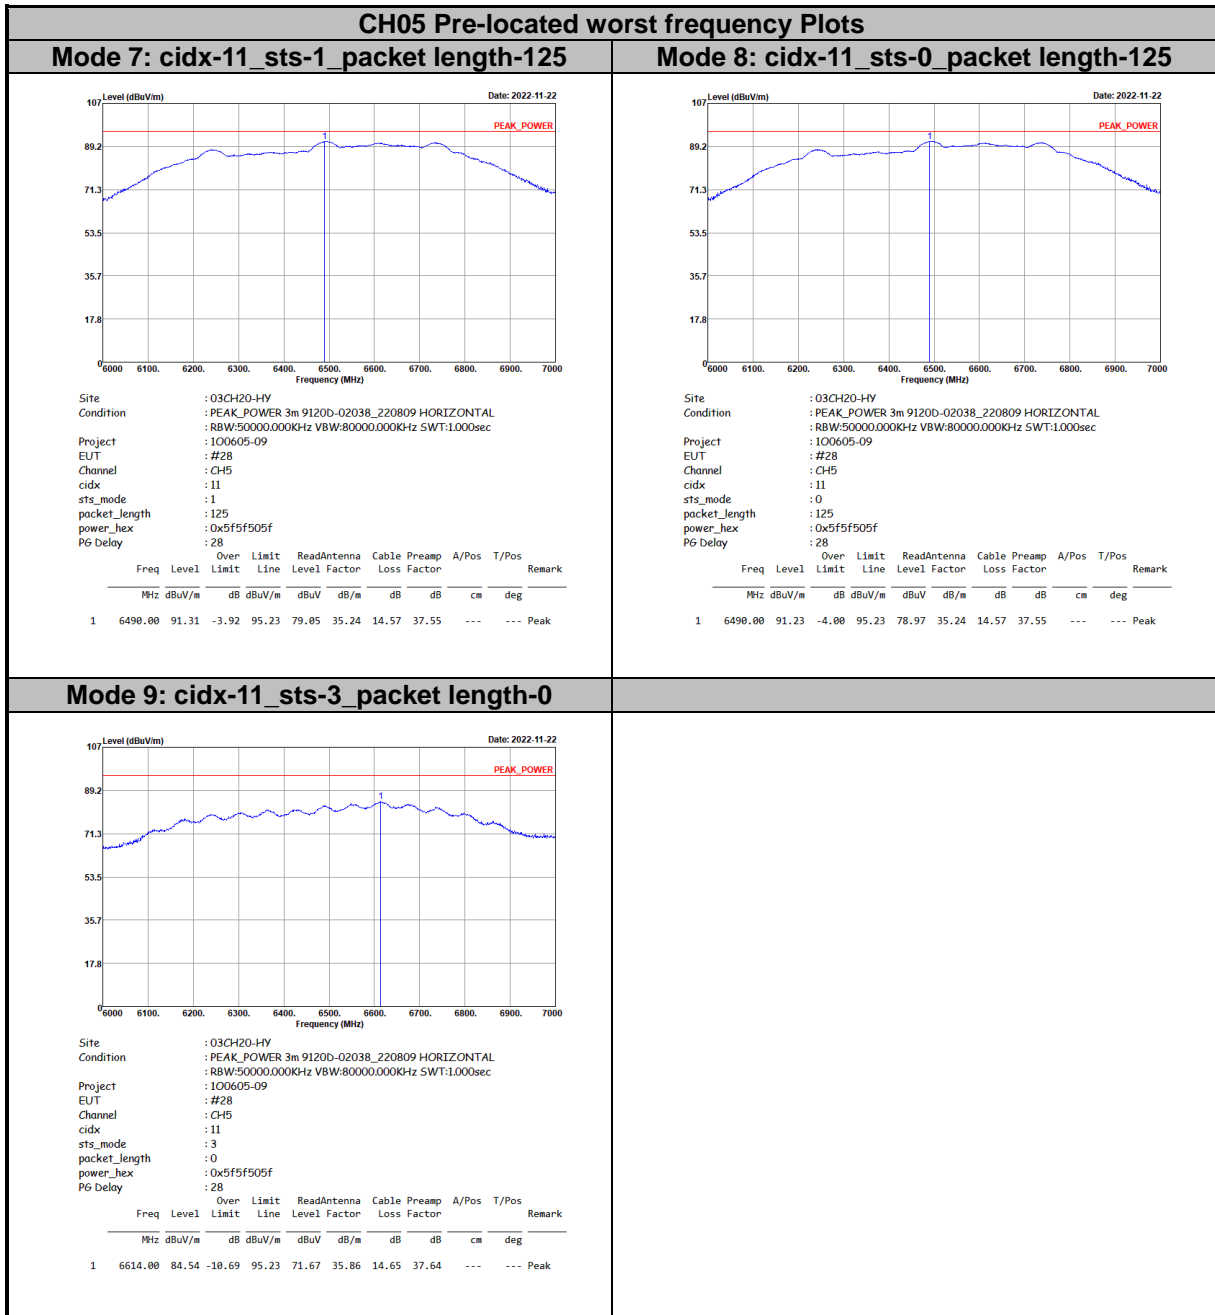 CH05 Pre-located worst frequency Plots
Mode 7: cidx-11_sts-1_packet length-125
Mode 8: cidx-11_sts-0_packet length-125
Level (dBuV/m)
Date: 2022-11-22
107
PEAK_POWER
1
89.2
71.3
53.5
35.7
17.8
0
6000 6100. 6200. 6300. 6400. 6500. 6600. 6700. 6800. 6900. 7000
Frequency (MHz)
Site : 03CH20-HY
Condition : PEAK_POWER 3m 9120D-02038_220809 HORIZONTAL
: RBW:50000.000KHz VBW:80000.000KHz SWT:1.000sec
Project : 100605-09
EUT : #28
Channel : CH5
cidx : 11
sts_mode : 1
packet_length : 125
power_hex : 0x5f5f505f
PG Delay : 28
Over Limit ReadAntenna Cable Preamp A/Pos T/Pos
Freq Level Limit Line Level Factor Loss Factor Remark
MHz dBuV/m dB dBuV/m dBuV dB/m dB dB cm deg
1 6490.00 91.31 -3.92 95.23 79.05 35.24 14.57 37.55 --- --- Peak
Level (dBuV/m)
Date: 2022-11-22
107
PEAK_POWER
1
89.2
71.3
53.5
35.7
17.8
0
6000 6100. 6200. 6300. 6400. 6500. 6600. 6700. 6800. 6900. 7000
Frequency (MHz)
Site : 03CH20-HY
Condition : PEAK_POWER 3m 9120D-02038_220809 HORIZONTAL
: RBW:50000.000KHz VBW:80000.000KHz SWT:1.000sec
Project : 100605-09
EUT : #28
Channel : CH5
cidx : 11
sts_mode : 0
packet_length : 125
power_hex : 0x5f5f505f
PG Delay : 28
Over Limit ReadAntenna Cable Preamp A/Pos T/Pos
Freq Level Limit Line Level Factor Loss Factor Remark
MHz dBuV/m dB dBuV/m dBuV dB/m dB dB cm deg
1 6490.00 91.23 -4.00 95.23 78.97 35.24 14.57 37.55 --- --- Peak
Mode 9: cidx-11_sts-3_packet length-0
Level (dBuV/m)
Date: 2022-11-22
107
PEAK_POWER
1
89.2
71.3
53.5
35.7
17.8
0
6000 6100. 6200. 6300. 6400. 6500. 6600. 6700. 6800. 6900. 7000
Frequency (MHz)
Site : 03CH20-HY
Condition : PEAK_POWER 3m 9120D-02038_220809 HORIZONTAL
: RBW:50000.000KHz VBW:80000.000KHz SWT:1.000sec
Project : 100605-09
EUT : #28
Channel : CH5
cidx : 11
sts_mode : 3
packet_length : 0
power_hex : 0x5f5f505f
PG Delay : 28
Over Limit ReadAntenna Cable Preamp A/Pos T/Pos
Freq Level Limit Line Level Factor Loss Factor Remark
MHz dBuV/m dB dBuV/m dBuV dB/m dB dB cm deg
1 6614.00 84.54 -10.69 95.23 71.67 35.86 14.65 37.64 --- --- Peak